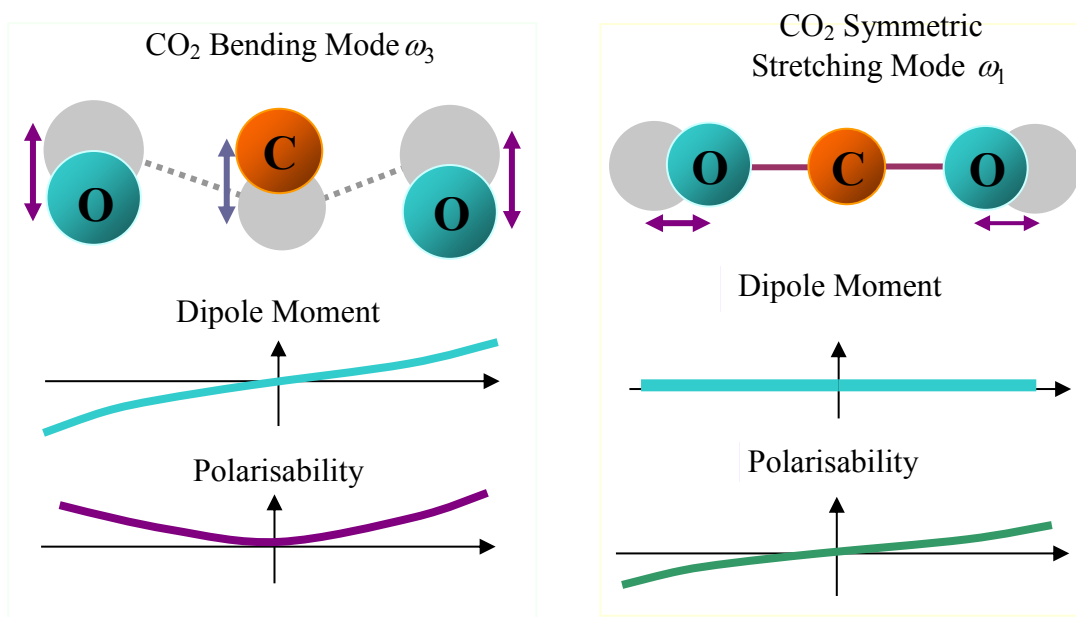 CO₂ Bending Mode ω₃
C
O
O
Dipole Moment
Polarisability
CO₂ Symmetric
Stretching Mode ω₁
O
C
O
Dipole Moment
Polarisability